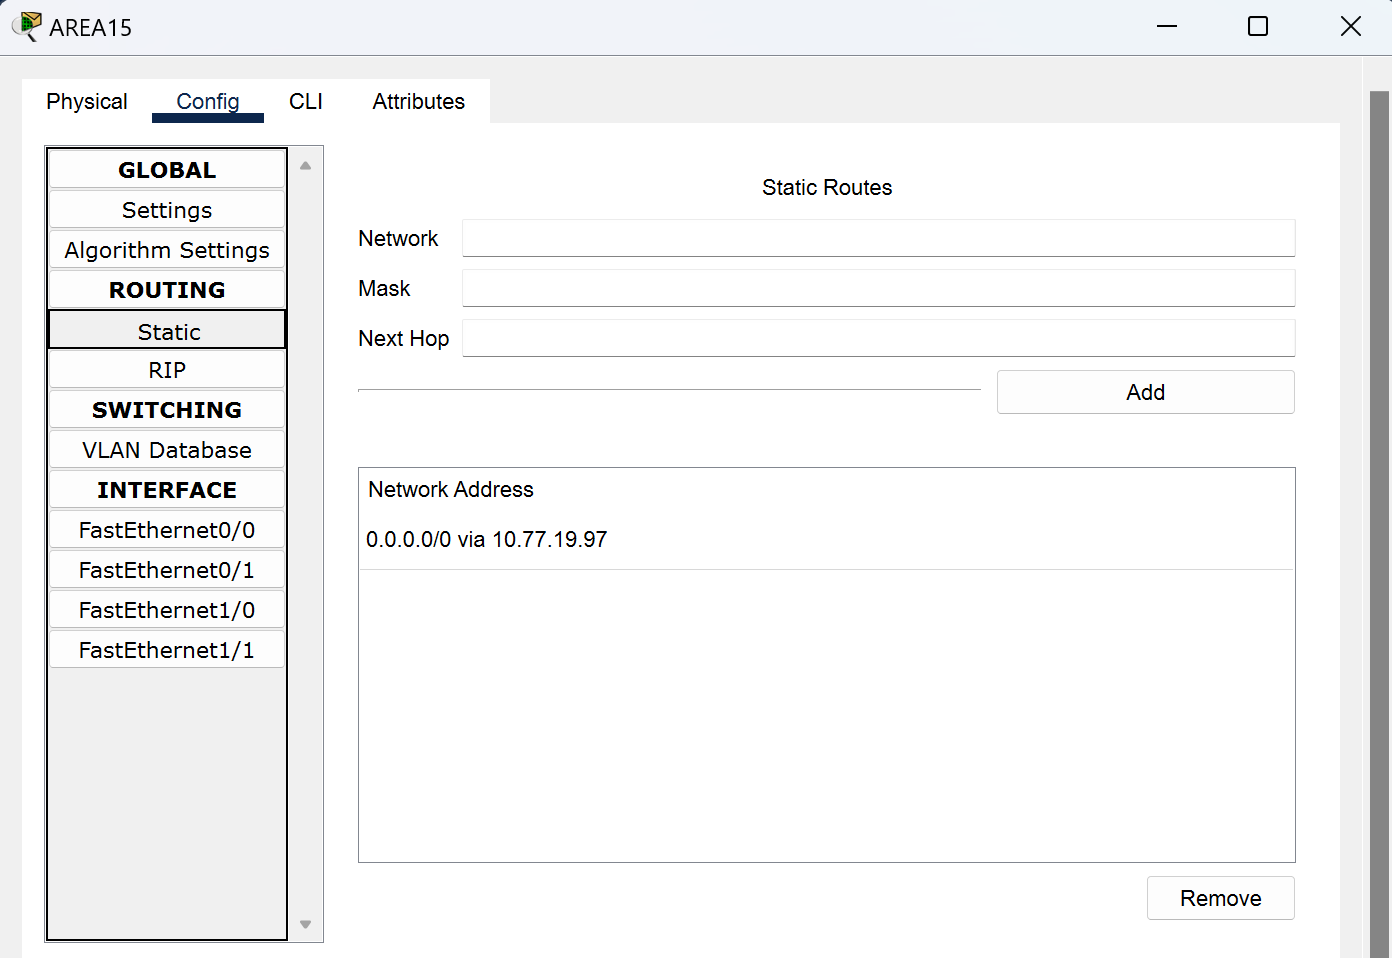 AREA15
Physical Config CLI Attributes
GLOBAL
Settings
Algorithm Settings
ROUTING
Static
RIP
SWITCHING
VLAN Database
INTERFACE
FastEthernet0/0
FastEthernet0/1
FastEthernet1/0
FastEthernet1/1
Static Routes
Network
Mask
Next Hop
Add
Network Address
0.0.0.0/0 via 10.77.19.97
Remove